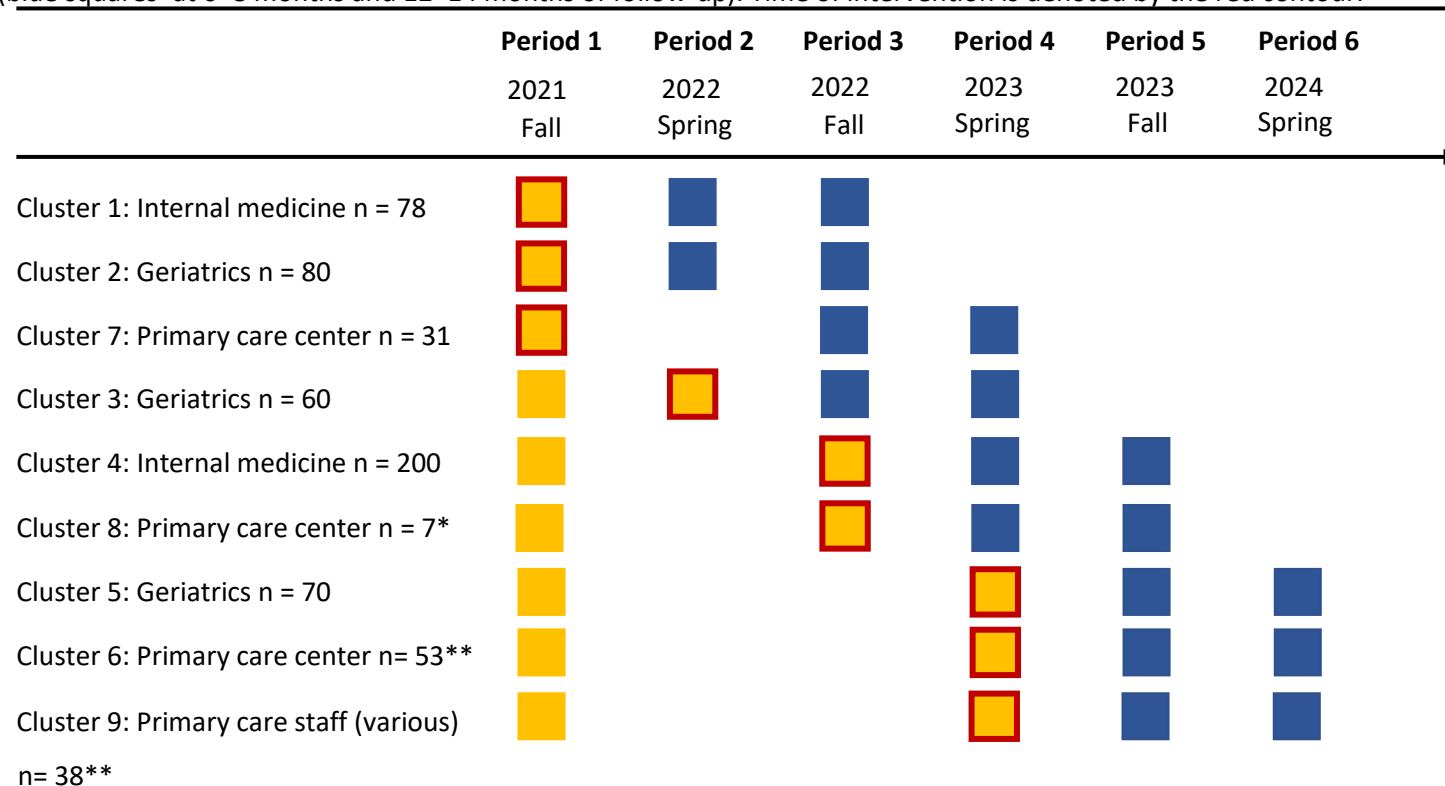 Period 1 Period 2 Period 3 Period 4 Period 5 Period 6
2021 2022 2022 2023 2023 2024
Fall Spring Fall Spring Fall Spring
Cluster 1: Internal medicine n = 78
Cluster 2: Geriatrics n = 80
Cluster 7: Primary care center n = 31
Cluster 3: Geriatrics n = 60
Cluster 4: Internal medicine n = 200
Cluster 8: Primary care center n = 7*
Cluster 5: Geriatrics n = 70
Cluster 6: Primary care center n= 53**
Cluster 9: Primary care staff (various)
n= 38**